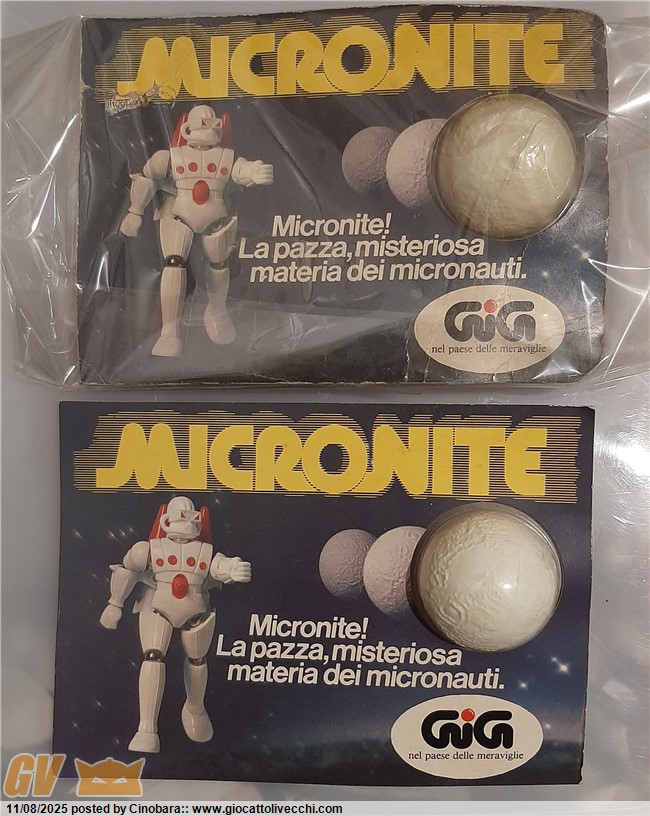 MICRONITE
Micronite!
La pazza, misteriosa
materia dei micronauti.
GiG
nel paese delle meraviglie
MICRONITE
Micronite!
La pazza, misteriosa
materia dei micronauti.
GiG
nel paese delle meraviglie
GV
11/08/2025 posted by Cinobara:: www.giocattolivecchi.com